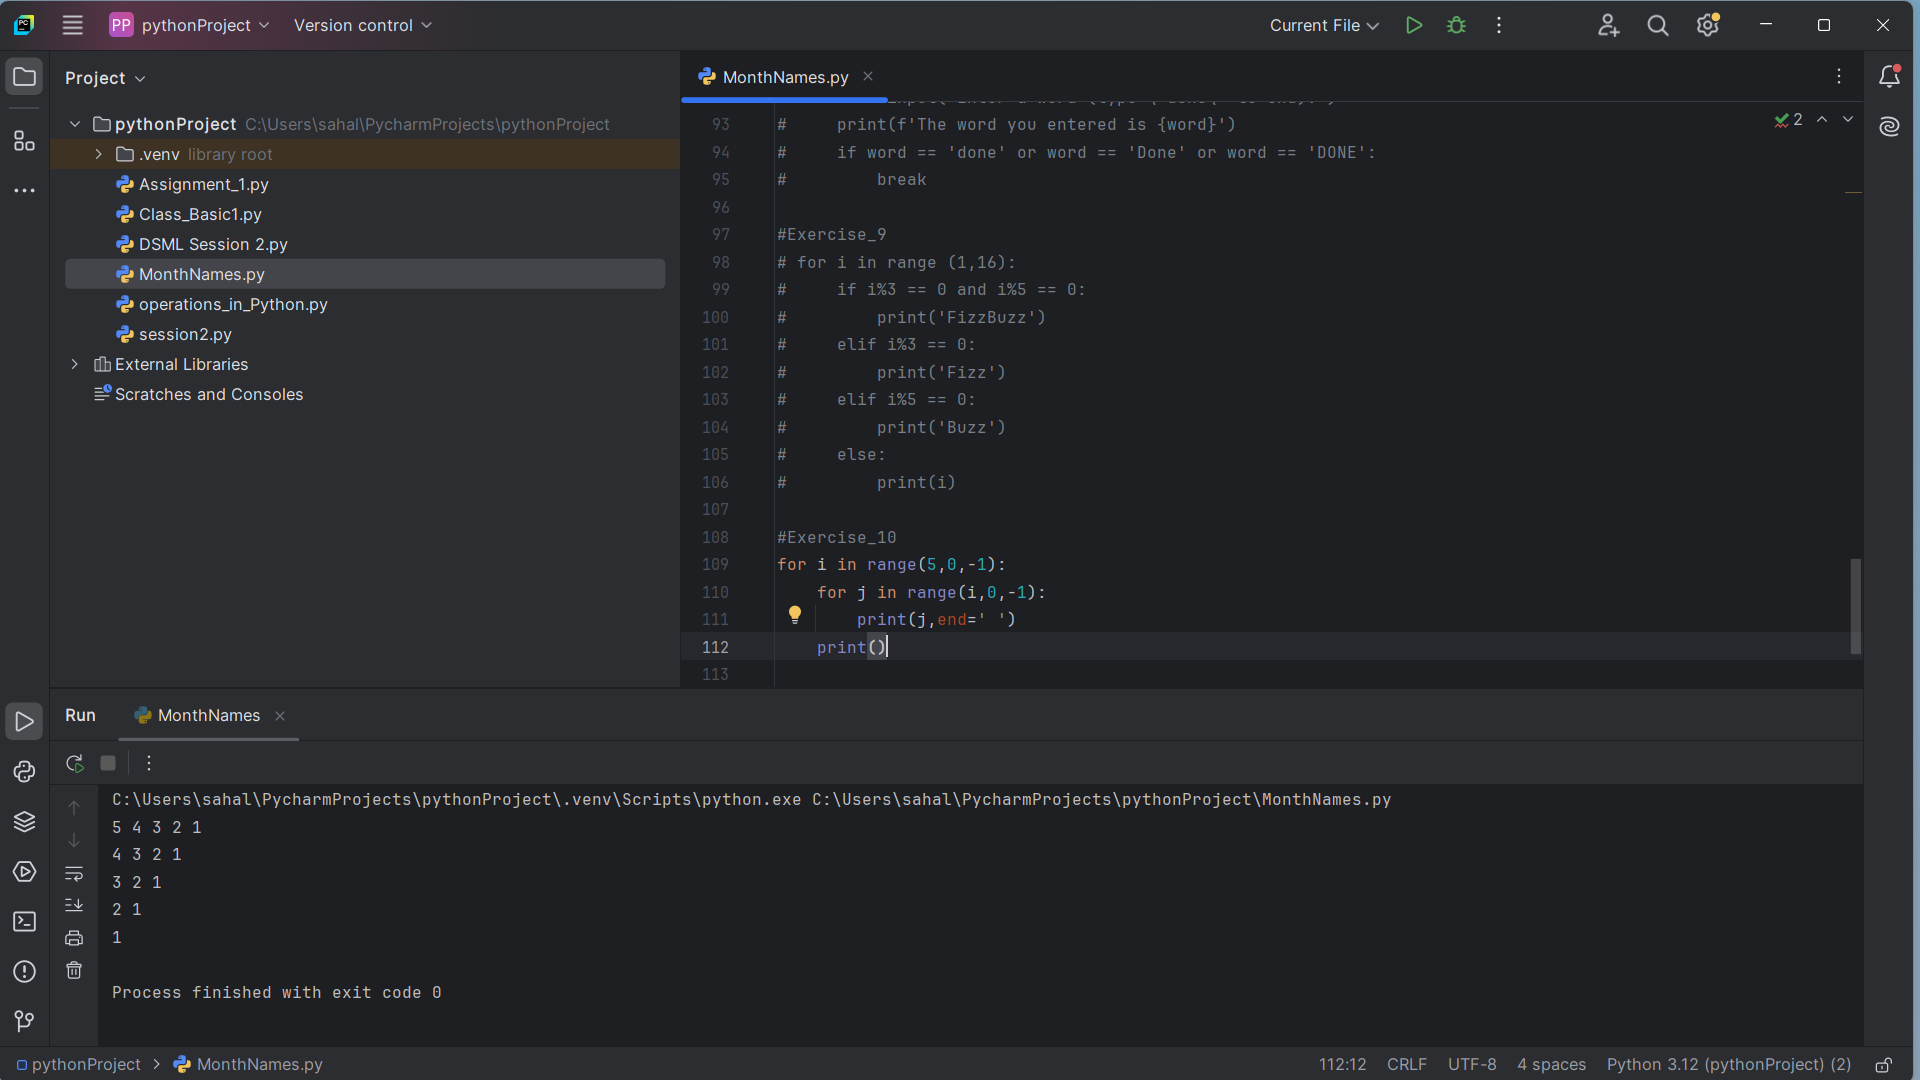 PP pythonProject Version control Current File
Project
MonthNames.py
pythonProject C:\Users\sahal\PycharmProjects\pythonProject
.venv library root
Assignment_1.py
Class_Basic1.py
DSML Session 2.py
MonthNames.py
operations_in_Python.py
session2.py
External Libraries
Scratches and Consoles
2
93 #     print(f'The word you entered is {word}')
94 #     if word == 'done' or word == 'Done' or word == 'DONE':
95 #         break
96
97 #Exercise_9
98 # for i in range (1,16):
99 #     if i%3 == 0 and i%5 == 0:
100 #         print('FizzBuzz')
101 #     elif i%3 == 0:
102 #         print('Fizz')
103 #     elif i%5 == 0:
104 #         print('Buzz')
105 #     else:
106 #         print(i)
107
108 #Exercise_10
109 for i in range(5,0,-1):
110     for j in range(i,0,-1):
111         print(j,end=' ')
112     print()
113
Run MonthNames
C:\Users\sahal\PycharmProjects\pythonProject\.venv\Scripts\python.exe C:\Users\sahal\PycharmProjects\pythonProject\MonthNames.py
5 4 3 2 1
4 3 2 1
3 2 1
2 1
1
Process finished with exit code 0
pythonProject > MonthNames.py 112:12 CRLF UTF-8 4 spaces Python 3.12 (pythonProject) (2)